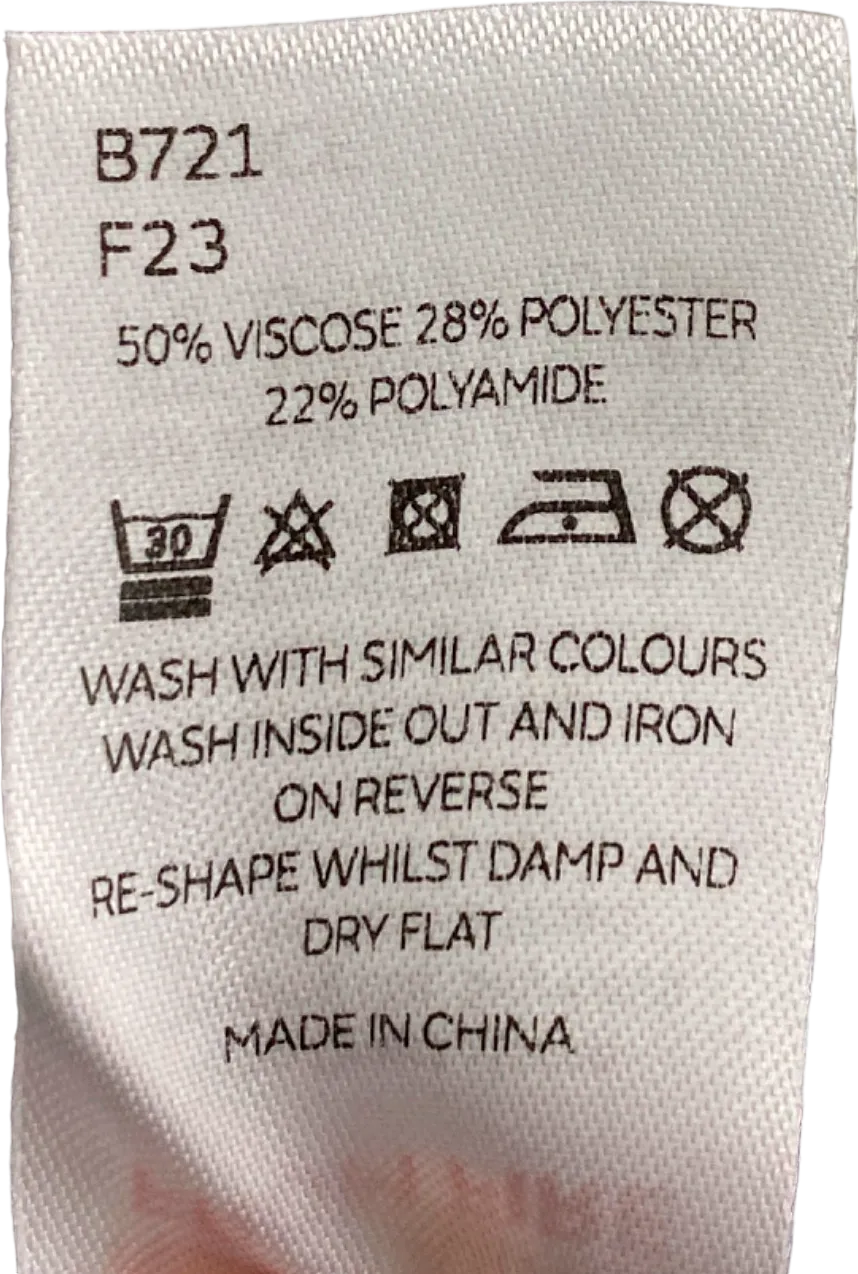 B721
F23
50% VISCOSE 28% POLYESTER
22% POLYAMIDE
30
WASH WITH SIMILAR COLOURS
WASH INSIDE OUT AND IRON
ON REVERSE
RE-SHAPE WHILST DAMP AND
DRY FLAT
MADE IN CHINA